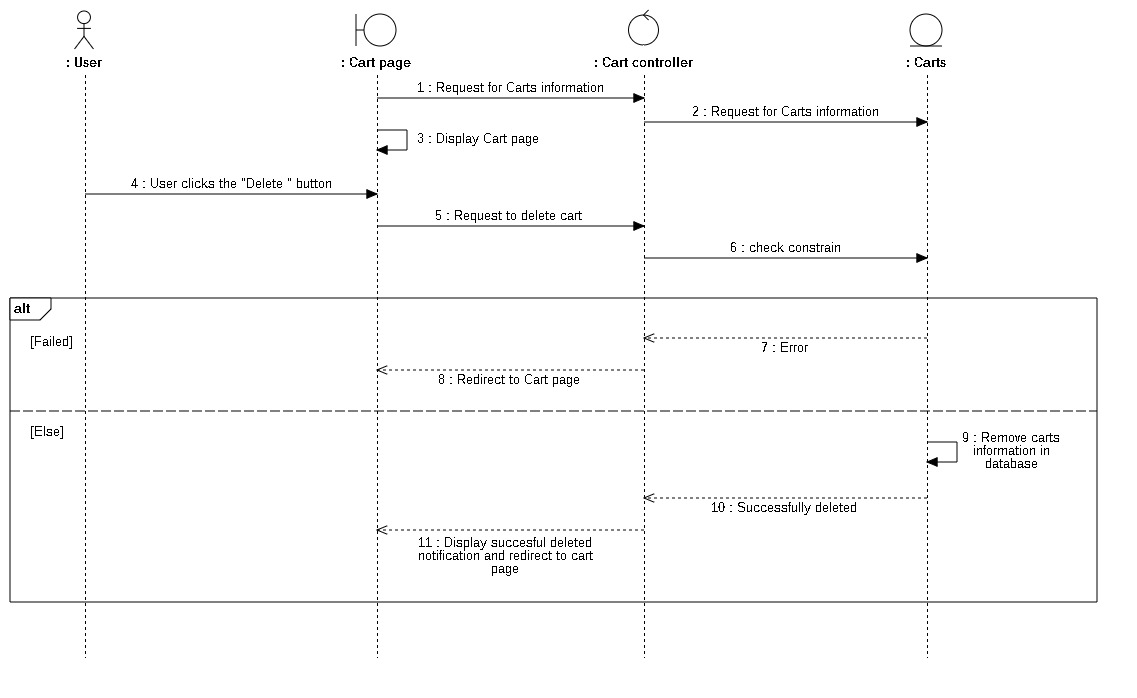 : User
: Cart page
: Cart controller
: Carts
1 : Request for Carts information
2 : Request for Carts information
3 : Display Cart page
4 : User clicks the "Delete " button
5 : Request to delete cart
6 : check constrain
alt
[Failed]
7 : Error
8 : Redirect to Cart page
[Else]
9 : Remove carts
information in
database
10 : Successfully deleted
11 : Display succesful deleted
notification and redirect to cart
page